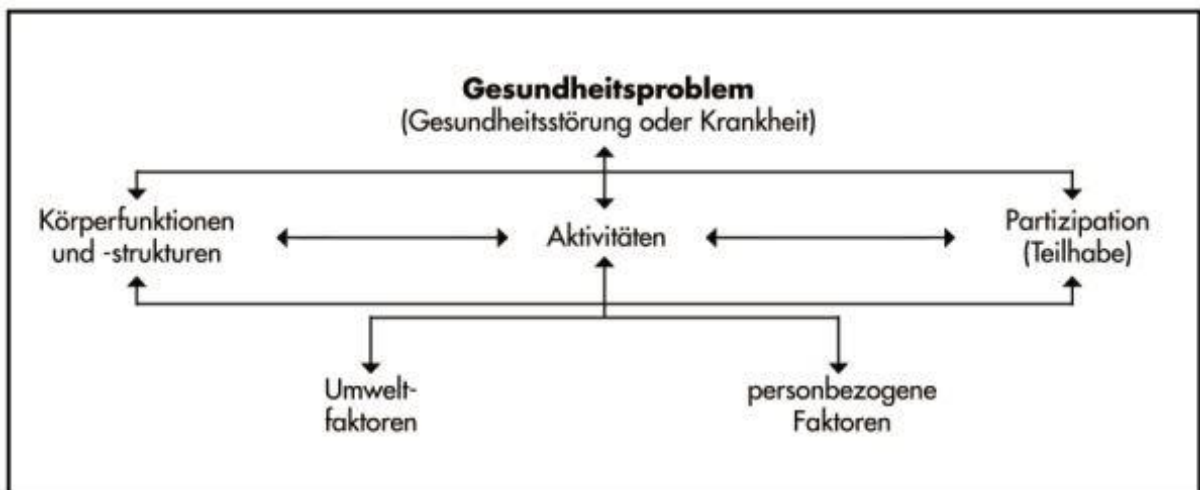 Gesundheitsproblem
(Gesundheitsstörung oder Krankheit)
Körperfunktionen
und -strukturen
Aktivitäten
Partizipation
(Teilhabe)
Umwelt-
faktoren
personbezogene
Faktoren